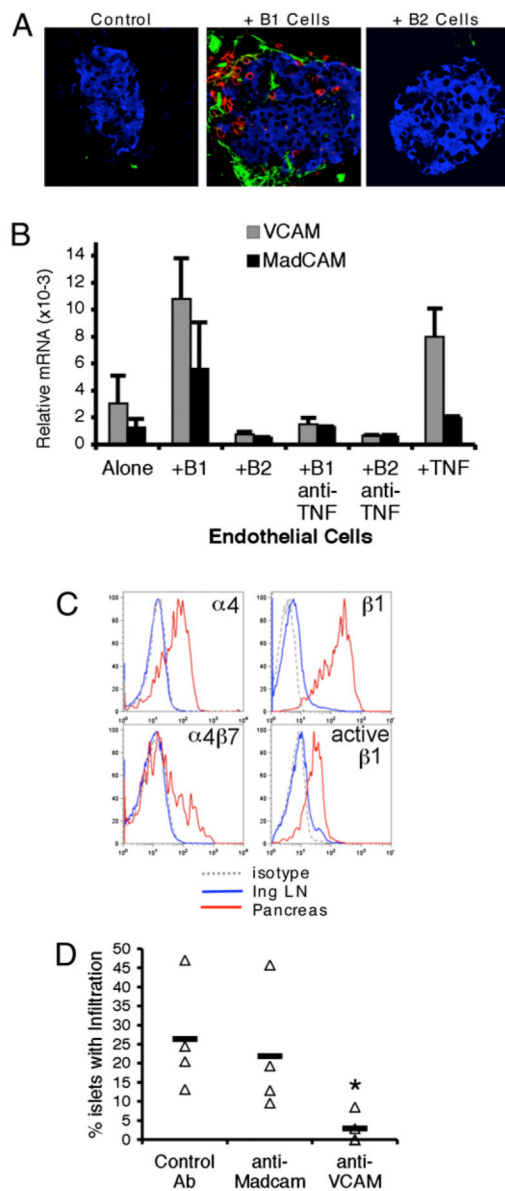 A
Control
+ B1 Cells
+ B2 Cells
B
VCAM
MadCAM
Relative mRNA (x10-3)
14
12
10
8
6
4
2
0
Alone
+B1
+B2
+B1 anti-TNF
+B2 anti-TNF
+TNF
Endothelial Cells
C
α4
β1
α4β7
active β1
isotype
Ing LN
Pancreas
D
% islets with Infiltration
50
45
40
35
30
25
20
15
10
5
0
*
Control Ab
anti-Madcam
anti-VCAM